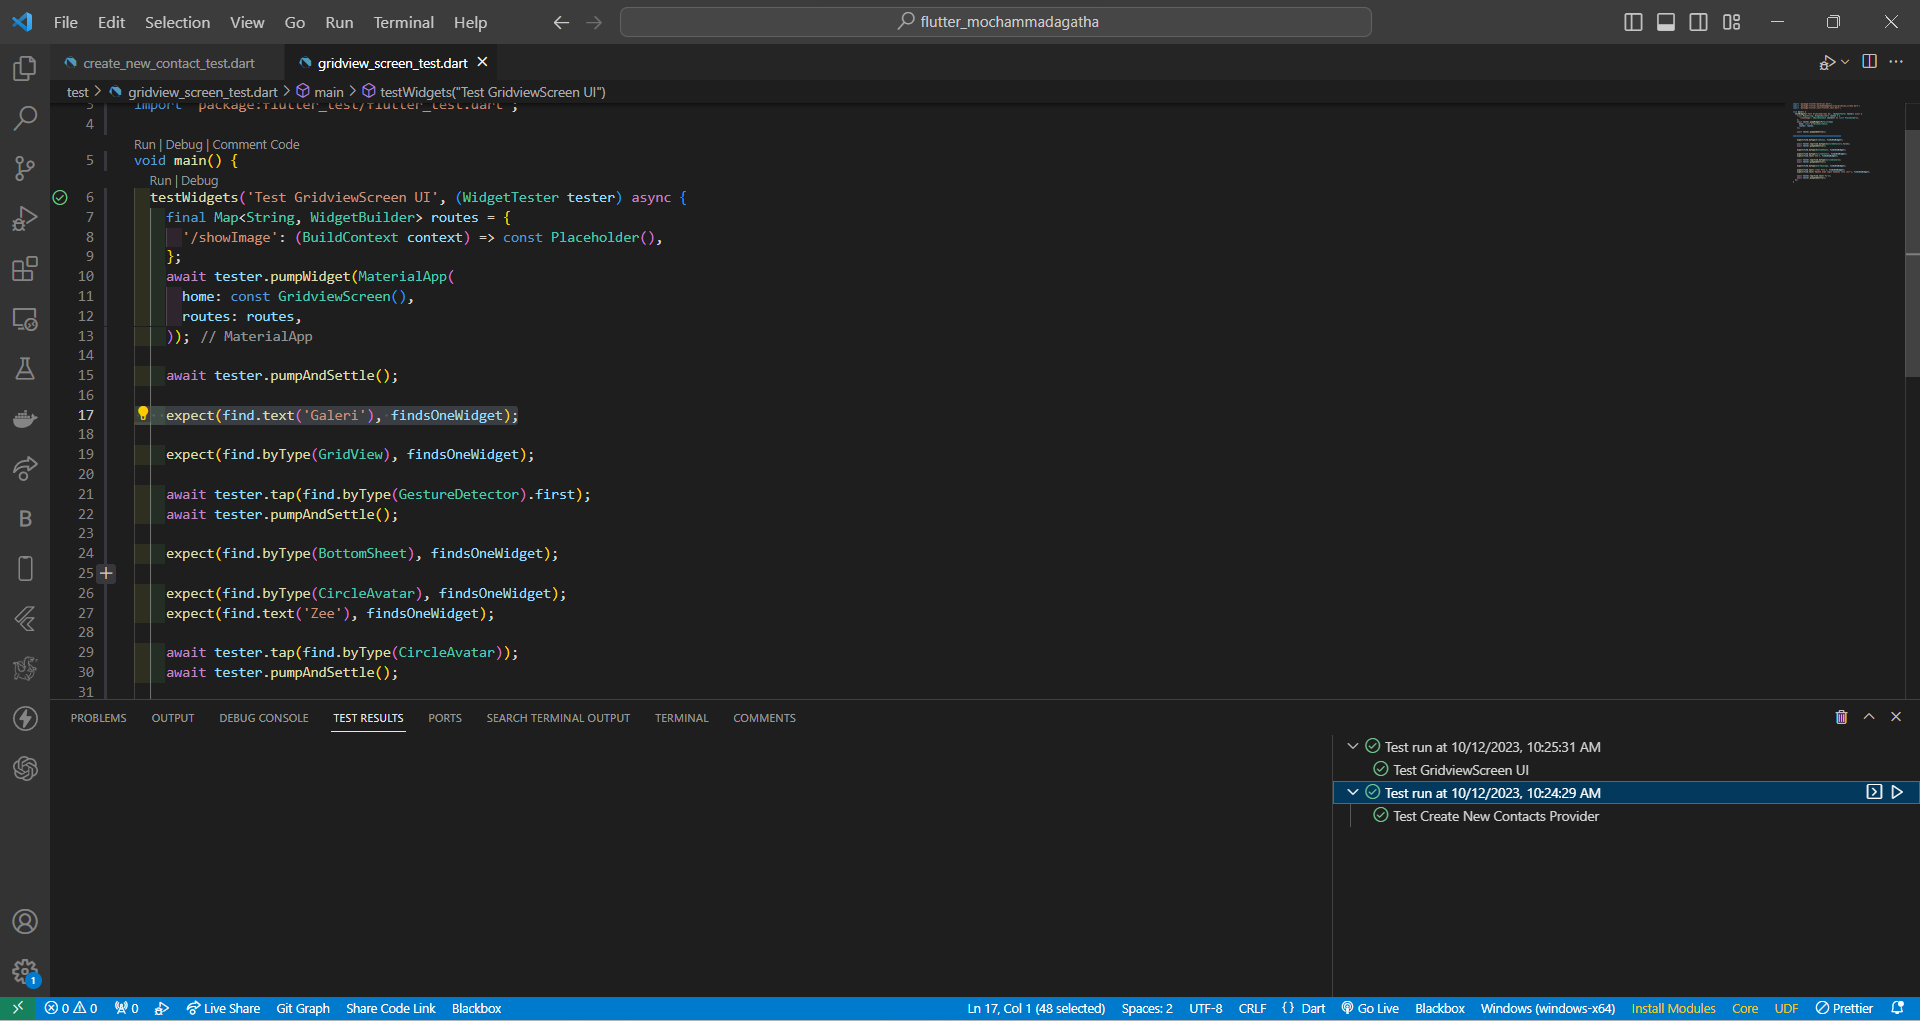 File Edit Selection View Go Run Terminal Help flutter_mochammadagatha
create_new_contact_test.dart gridview_screen_test.dart
test > gridview_screen_test.dart > main > testWidgets("Test GridviewScreen UI")
3 import 'package:flutter_test/flutter_test.dart';
4
Run | Debug | Comment Code
5 void main() {
Run | Debug
6 testWidgets('Test GridviewScreen UI', (WidgetTester tester) async {
7 final Map<String, WidgetBuilder> routes = {
8 '/showImage': (BuildContext context) => const Placeholder(),
9 };
10 await tester.pumpWidget(MaterialApp(
11 home: const GridviewScreen(),
12 routes: routes,
13 )); // MaterialApp
14
15 await tester.pumpAndSettle();
16
17 expect(find.text('Galeri'), findsOneWidget);
18
19 expect(find.byType(GridView), findsOneWidget);
20
21 await tester.tap(find.byType(GestureDetector).first);
22 await tester.pumpAndSettle();
23
24 expect(find.byType(BottomSheet), findsOneWidget);
25
26 expect(find.byType(CircleAvatar), findsOneWidget);
27 expect(find.text('Zee'), findsOneWidget);
28
29 await tester.tap(find.byType(CircleAvatar));
30 await tester.pumpAndSettle();
31
PROBLEMS OUTPUT DEBUG CONSOLE TEST RESULTS PORTS SEARCH TERMINAL OUTPUT TERMINAL COMMENTS
Test run at 10/12/2023, 10:25:31 AM
Test GridviewScreen UI
Test run at 10/12/2023, 10:24:29 AM
Test Create New Contacts Provider
1
0 0 0 Live Share Git Graph Share Code Link Blackbox Ln 17, Col 1 (48 selected) Spaces: 2 UTF-8 CRLF {} Dart Go Live Blackbox Windows (windows-x64) Install Modules Core UDF Prettier